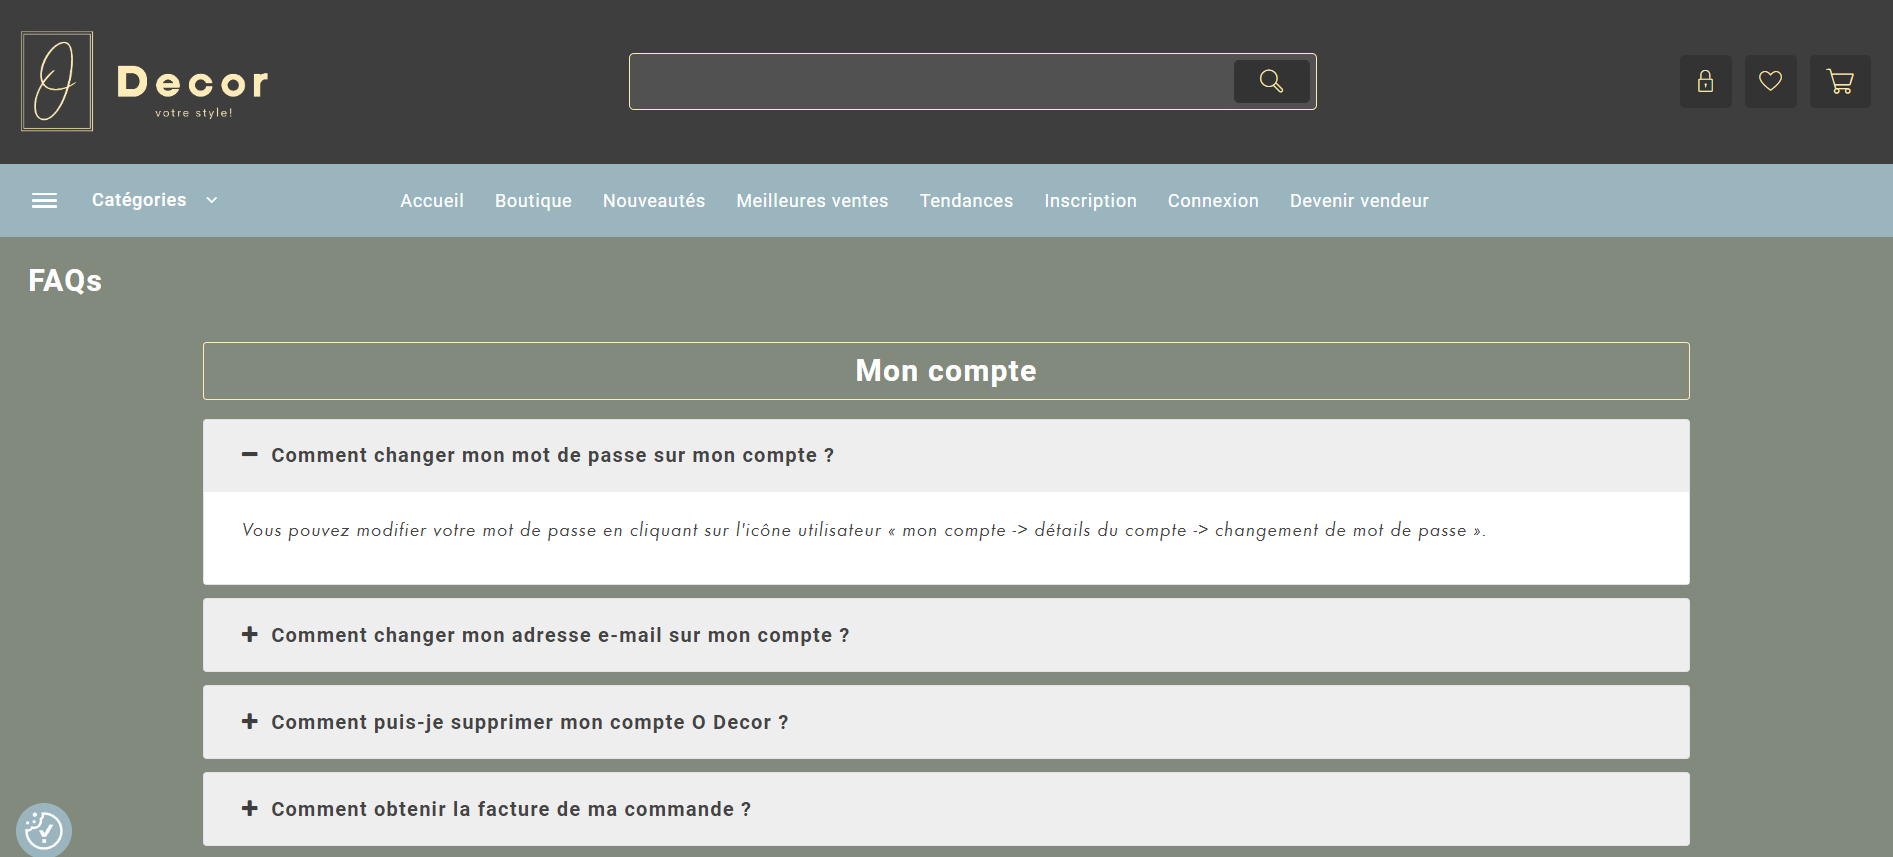 O
Decor
votre style!
Catégories
Accueil Boutique Nouveautés Meilleures ventes Tendances Inscription Connexion Devenir vendeur
FAQs
Mon compte
Comment changer mon mot de passe sur mon compte ?
Vous pouvez modifier votre mot de passe en cliquant sur l'icône utilisateur « mon compte -> détails du compte -> changement de mot de passe ».
Comment changer mon adresse e-mail sur mon compte ?
Comment puis-je supprimer mon compte O Decor ?
Comment obtenir la facture de ma commande ?